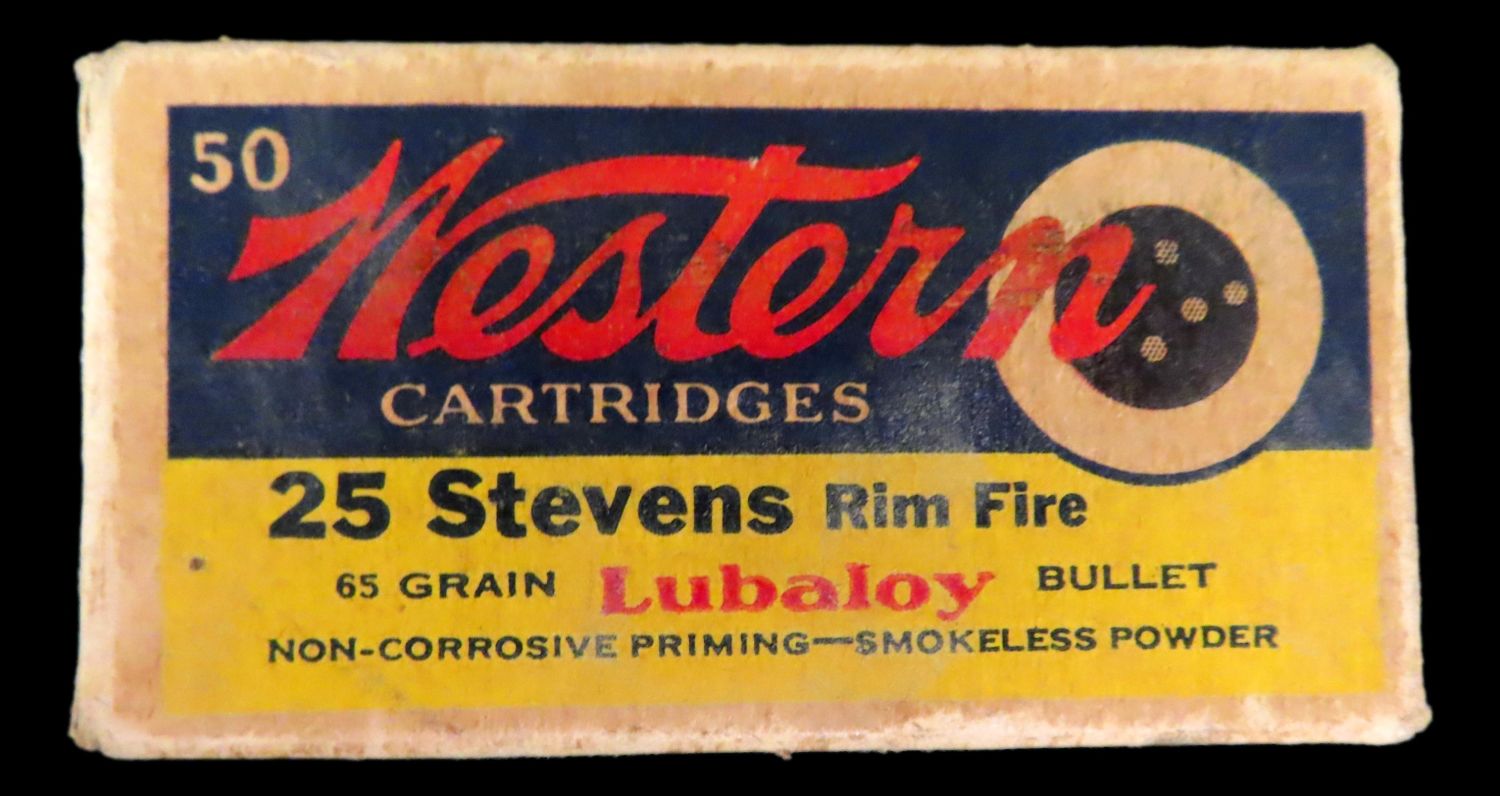 50
Western
CARTRIDGES
25 Stevens Rim Fire
65 GRAIN Lubaloy BULLET
NON-CORROSIVE PRIMING—SMOKELESS POWDER